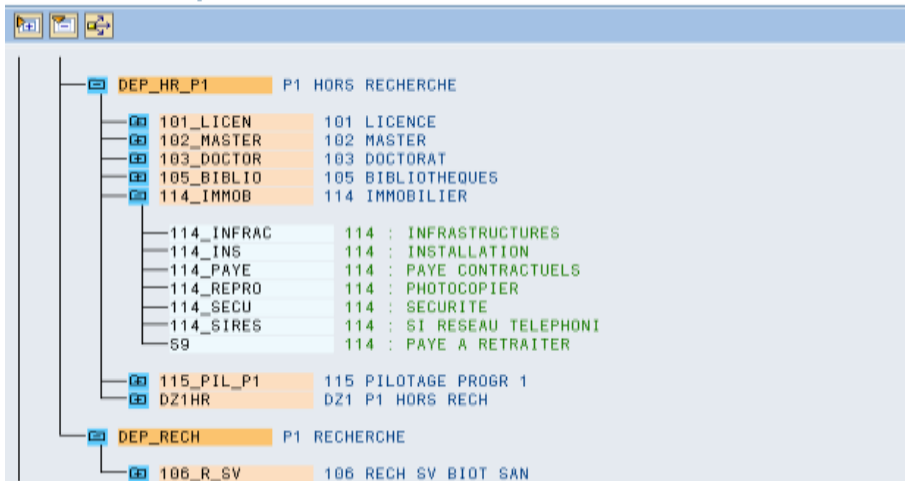 DEP_HR_P1 P1 HORS RECHERCHE
101_LICEN 101 LICENCE
102_MASTER 102 MASTER
103_DOCTOR 103 DOCTORAT
105_BIBLIO 105 BIBLIOTHEQUES
114_IMMOB 114 IMMOBILIER
114_INFRAC 114 : INFRASTRUCTURES
114_INS 114 : INSTALLATION
114_PAYE 114 : PAYE CONTRACTUELS
114_REPRO 114 : PHOTOCOPIER
114_SECU 114 : SECURITE
114_SIRES 114 : SI RESEAU TELEPHONI
S9 114 : PAYE A RETRAITER
115_PIL_P1 115 PILOTAGE PROGR 1
DZ1HR DZ1 P1 HORS RECH
DEP_RECH P1 RECHERCHE
106_R_SV 106 RECH SV BIOT SAN